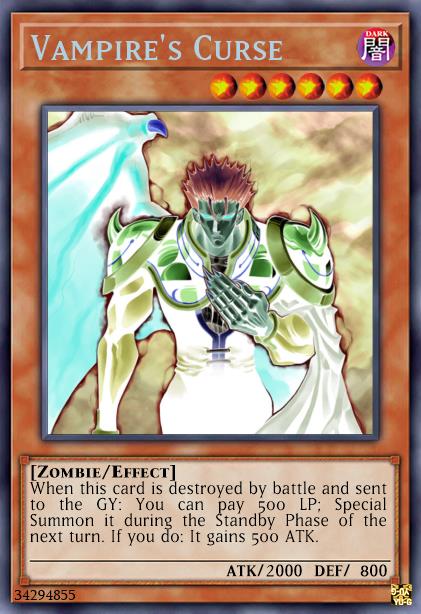 Vampire's Curse
DARK
闇
[Zombie/Effect]
When this card is destroyed by battle and sent
to the GY: You can pay 500 LP; Special
Summon it during the Standby Phase of the
next turn. If you do: It gains 500 ATK.
ATK/2000 DEF/ 800
34294855